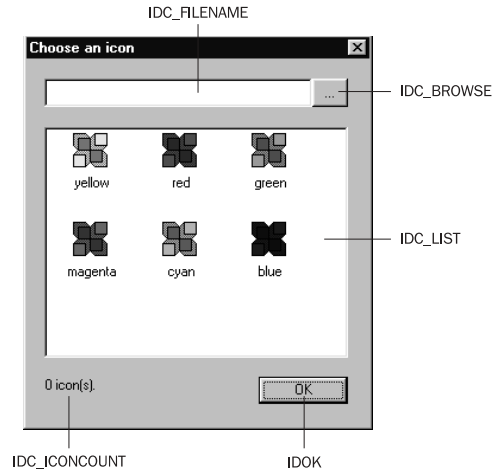 IDC_FILENAME
Choose an icon
...
IDC_BROWSE
yellow red green
IDC_LIST
magenta cyan blue
0 icon(s).
OK
IDC_ICONCOUNT
IDOK